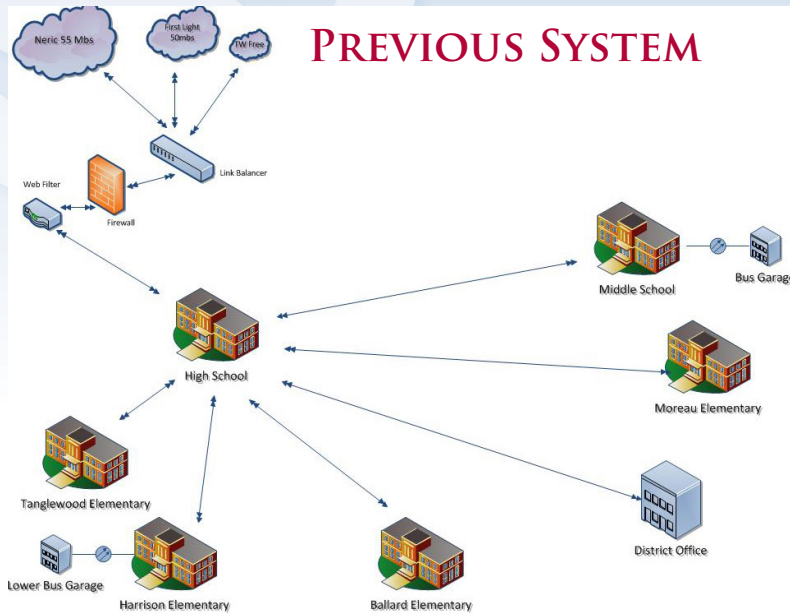 PREVIOUS SYSTEM
Neric 55 Mbs
First Light
50mbs
TW Free
Link Balancer
Web Filter
Firewall
Middle School
Bus Garage
High School
Moreau Elementary
Tanglewood Elementary
District Office
Lower Bus Garage
Harrison Elementary
Ballard Elementary